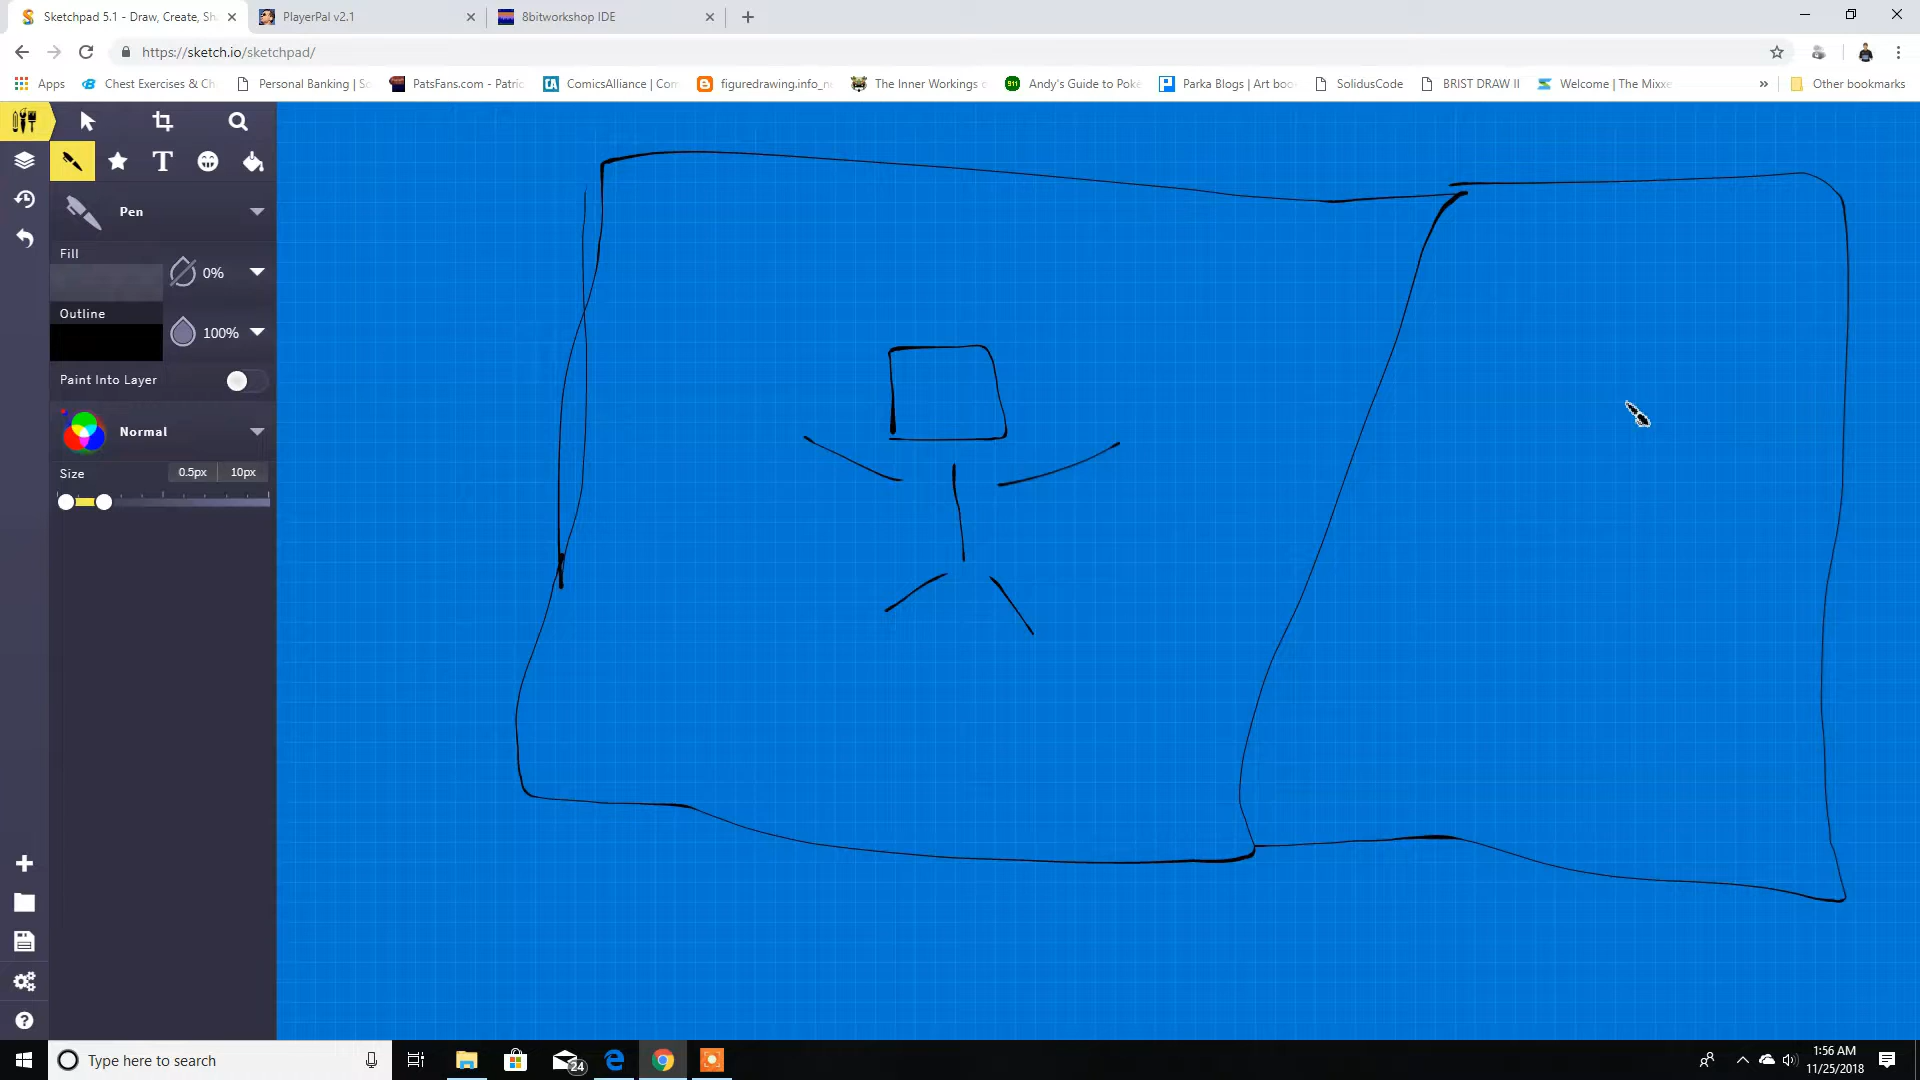 Sketchpad 5.1 - Draw, Create, Sh
PlayerPal v2.1
8bitworkshop IDE
https://sketch.io/sketchpad/
Apps
Chest Exercises & Ch
Personal Banking | So
PatsFans.com - Patric
ComicsAlliance | Com
figuredrawing.info_n
The Inner Workings
Andy's Guide to Poke
Parka Blogs | Art boo
SolidusCode
BRIST DRAW II
Welcome | The Mixxe
»
Other bookmarks
T
Pen
Fill
0%
Outline
100%
Paint Into Layer
Normal
Size
0.5px
10px
Type here to search
24
1:56 AM
11/25/2018